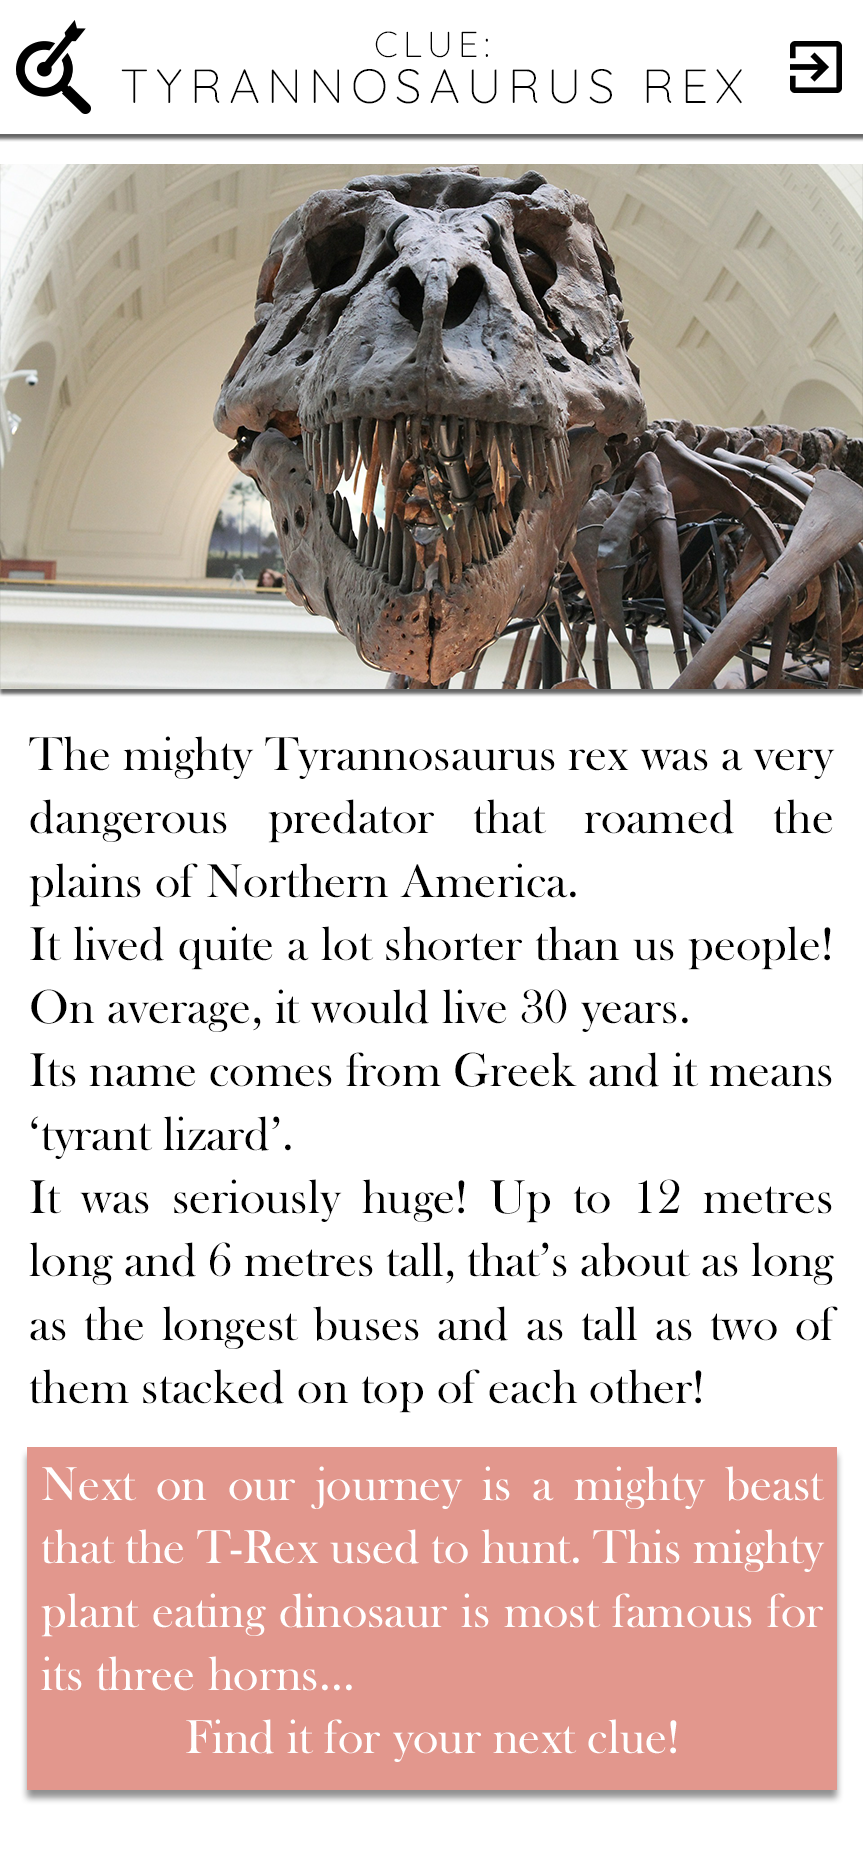 CLUE:
TYRANNOSAURUS REX
The mighty Tyrannosaurus rex was a very
dangerous predator that roamed the
plains of Northern America.
It lived quite a lot shorter than us people!
On average, it would live 30 years.
Its name comes from Greek and it means
‘tyrant lizard’.
It was seriously huge! Up to 12 metres
long and 6 metres tall, that’s about as long
as the longest buses and as tall as two of
them stacked on top of each other!
Next on our journey is a mighty beast
that the T-Rex used to hunt. This mighty
plant eating dinosaur is most famous for
its three horns...
Find it for your next clue!